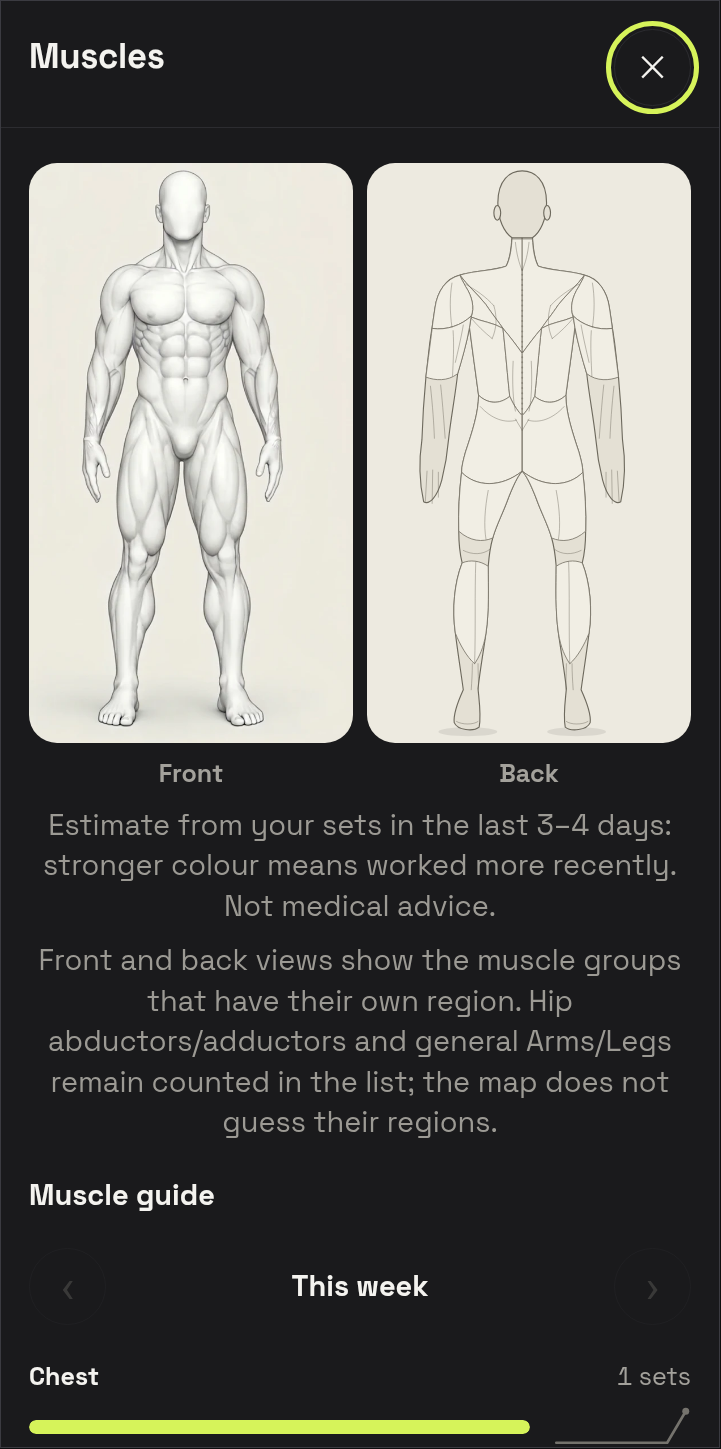 Muscles
Front
Back
Estimate from your sets in the last 3–4 days:
stronger colour means worked more recently.
Not medical advice.
Front and back views show the muscle groups
that have their own region. Hip
abductors/adductors and general Arms/Legs
remain counted in the list; the map does not
guess their regions.
Muscle guide
This week
Chest
1 sets